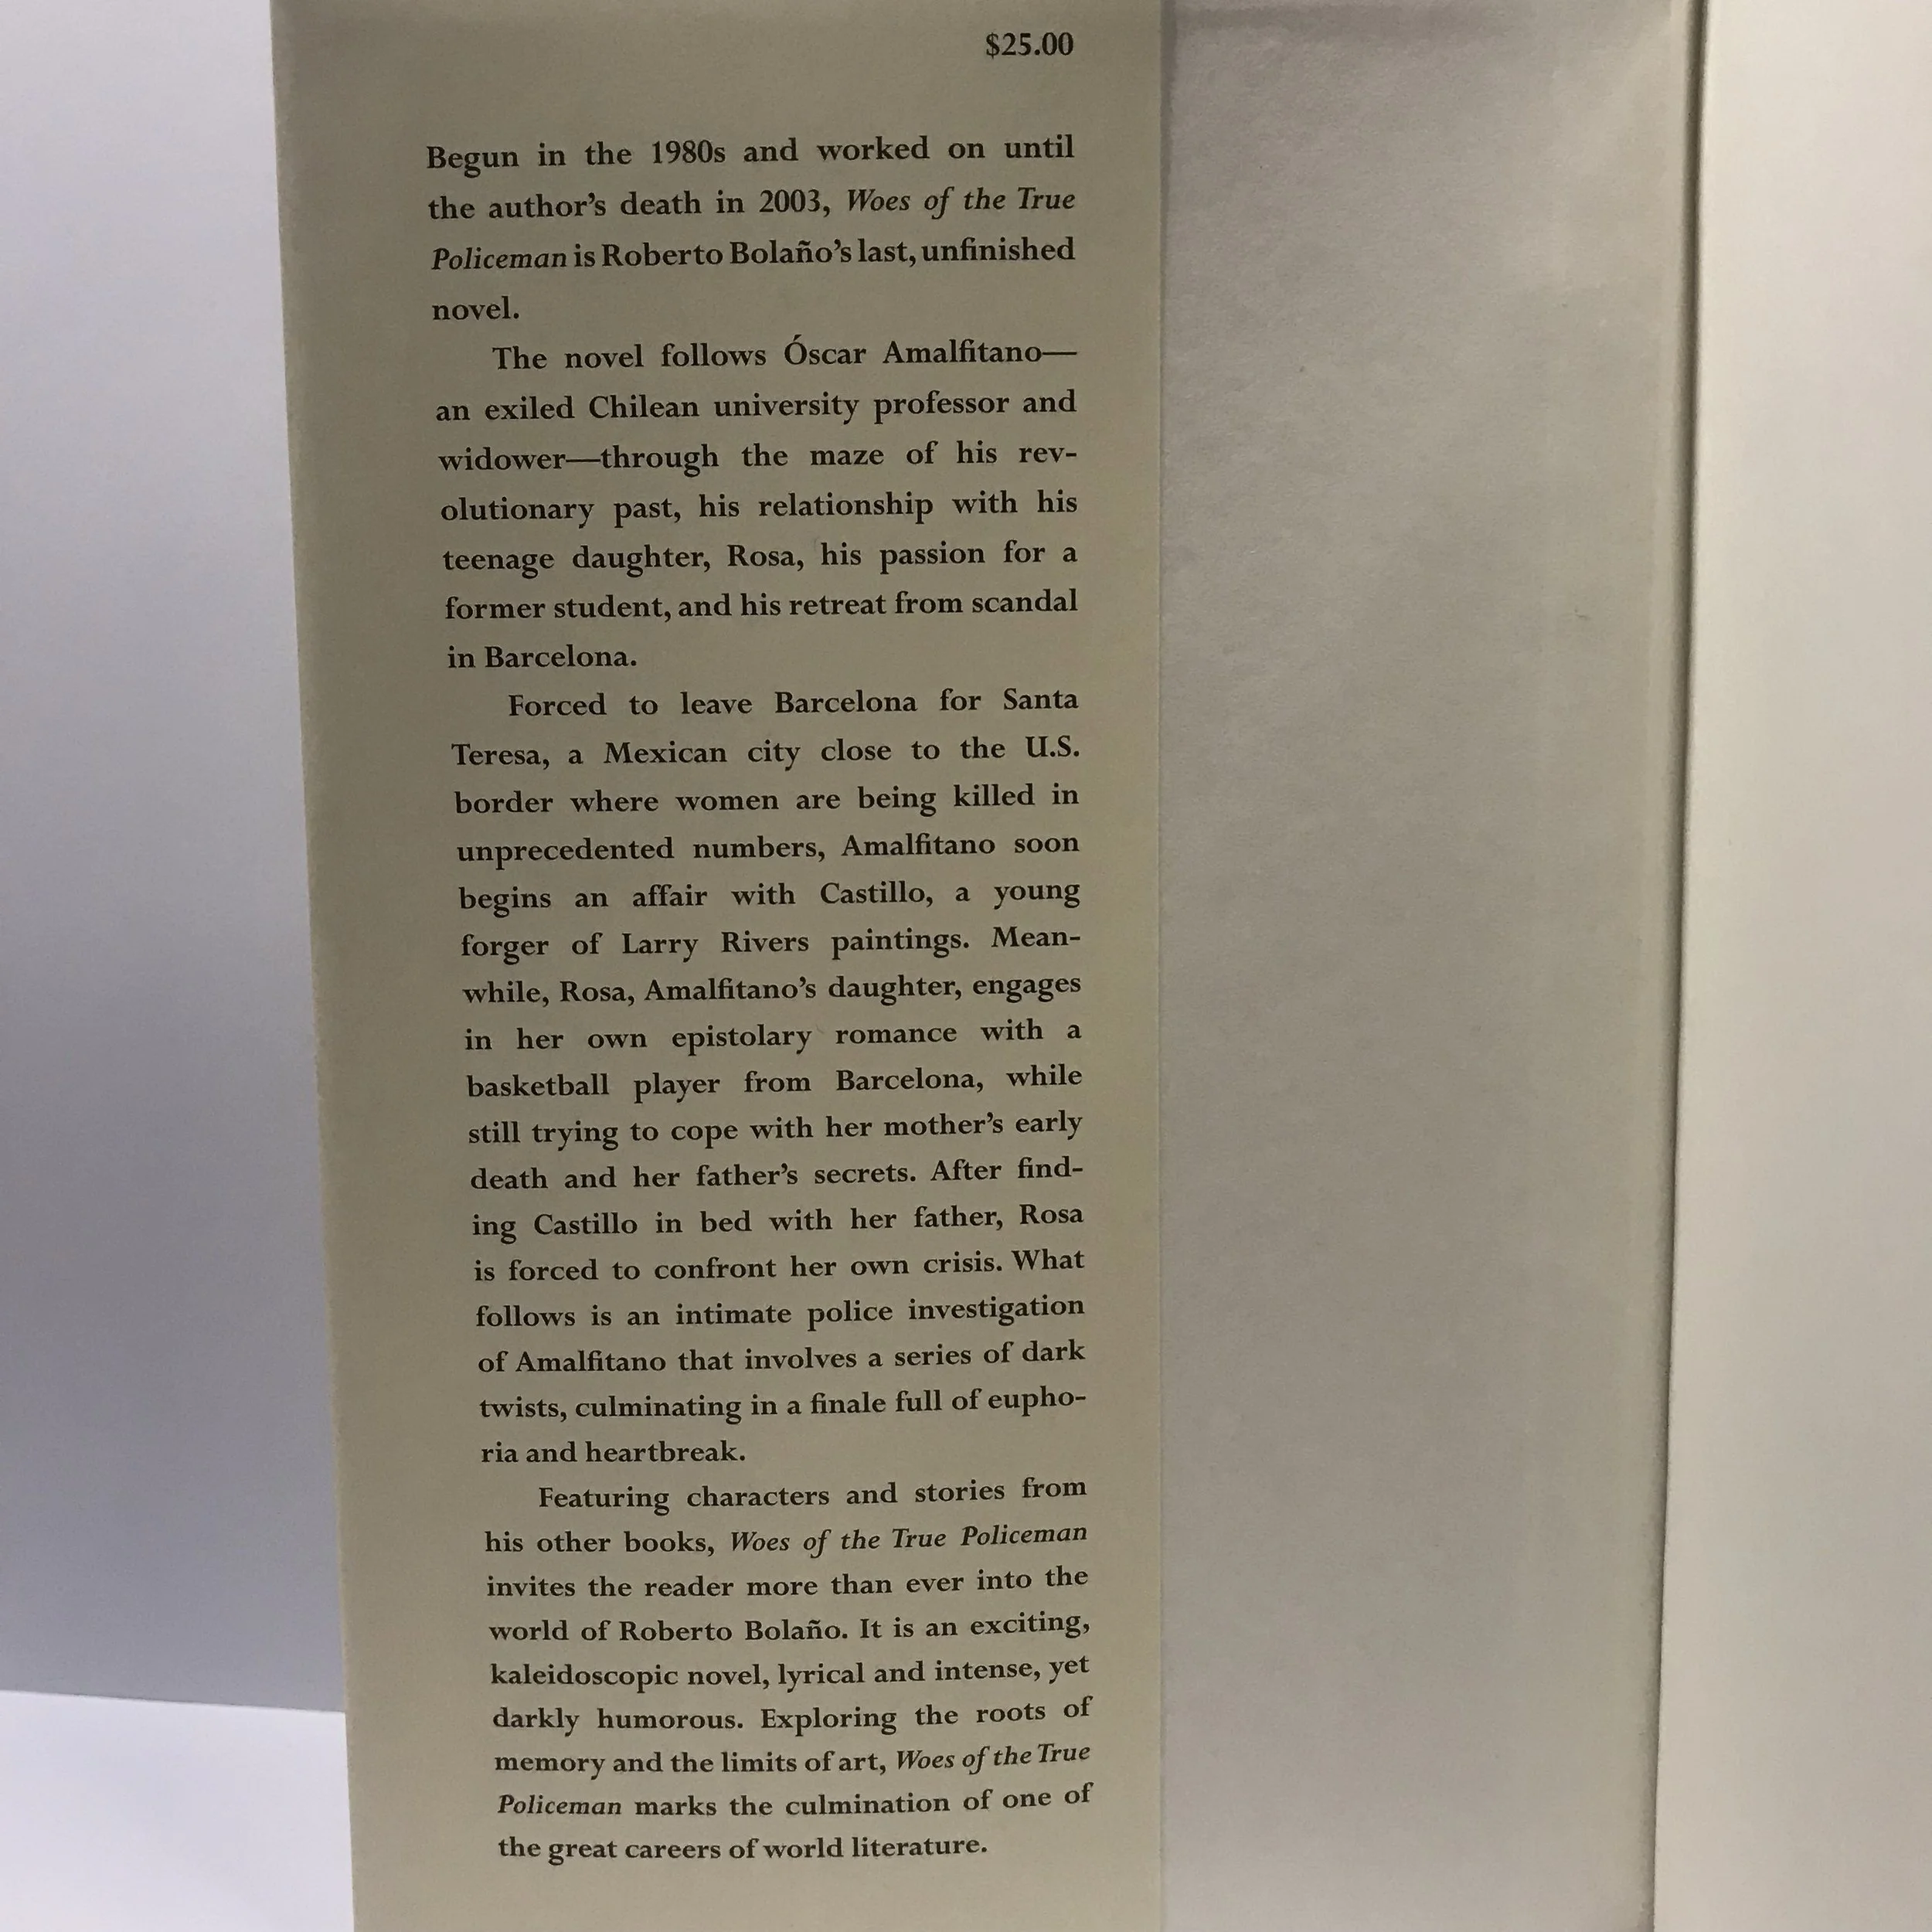 $25.00
Begun in the 1980s and worked on until
the author's death in 2003, Woes of the True
Policeman is Roberto Bolaño's last, unfinished
novel.
The novel follows Óscar Amalfitano—
an exiled Chilean university professor and
widower—through the maze of his rev-
olutionary past, his relationship with his
teenage daughter, Rosa, his passion for a
former student, and his retreat from scandal
in Barcelona.
Forced to leave Barcelona for Santa
Teresa, a Mexican city close to the U.S.
border where women are being killed in
unprecedented numbers, Amalfitano soon
begins an affair with Castillo, a young
forger of Larry Rivers paintings. Mean-
while, Rosa, Amalfitano's daughter, engages
in her own epistolary romance with a
basketball player from Barcelona, while
still trying to cope with her mother's early
death and her father's secrets. After find-
ing Castillo in bed with her father, Rosa
is forced to confront her own crisis. What
follows is an intimate police investigation
of Amalfitano that involves a series of dark
twists, culminating in a finale full of eupho-
ria and heartbreak.
Featuring characters and stories from
his other books, Woes of the True Policeman
invites the reader more than ever into the
world of Roberto Bolaño. It is an exciting,
kaleidoscopic novel, lyrical and intense, yet
darkly humorous. Exploring the roots of
memory and the limits of art, Woes of the True
Policeman marks the culmination of one of
the great careers of world literature.